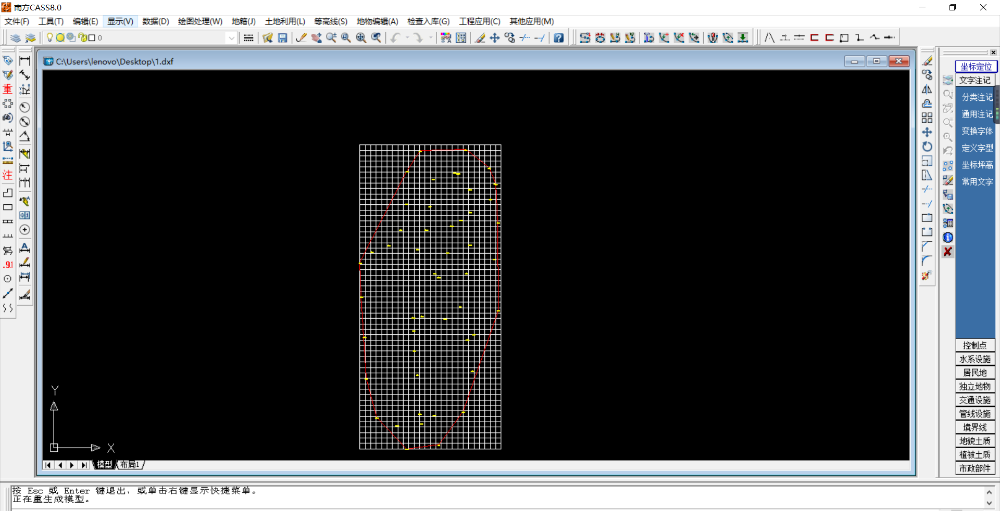 南方CASS8.0
文件(F) 工具(T) 编辑(E) 显示(V) 数据(D) 绘图处理(W) 地籍(J) 土地利用(L) 等高线(S) 地物编辑(A) 检查入库(G) 工程应用(C) 其他应用(M)
0
C:\Users\lenovo\Desktop\1.dxf
重
注
.91
坐标定位
文字注记
分类注记
通用注记
变换字体
定义字型
坐标坪高
常用文字
控制点
水系设施
居民地
独立地物
交通设施
管线设施
境界线
地貌土质
植被土质
市政部件
Y
X
模型 布局1
按 Esc 或 Enter 键退出，或单击右键显示快捷菜单。
正在重生成模型。